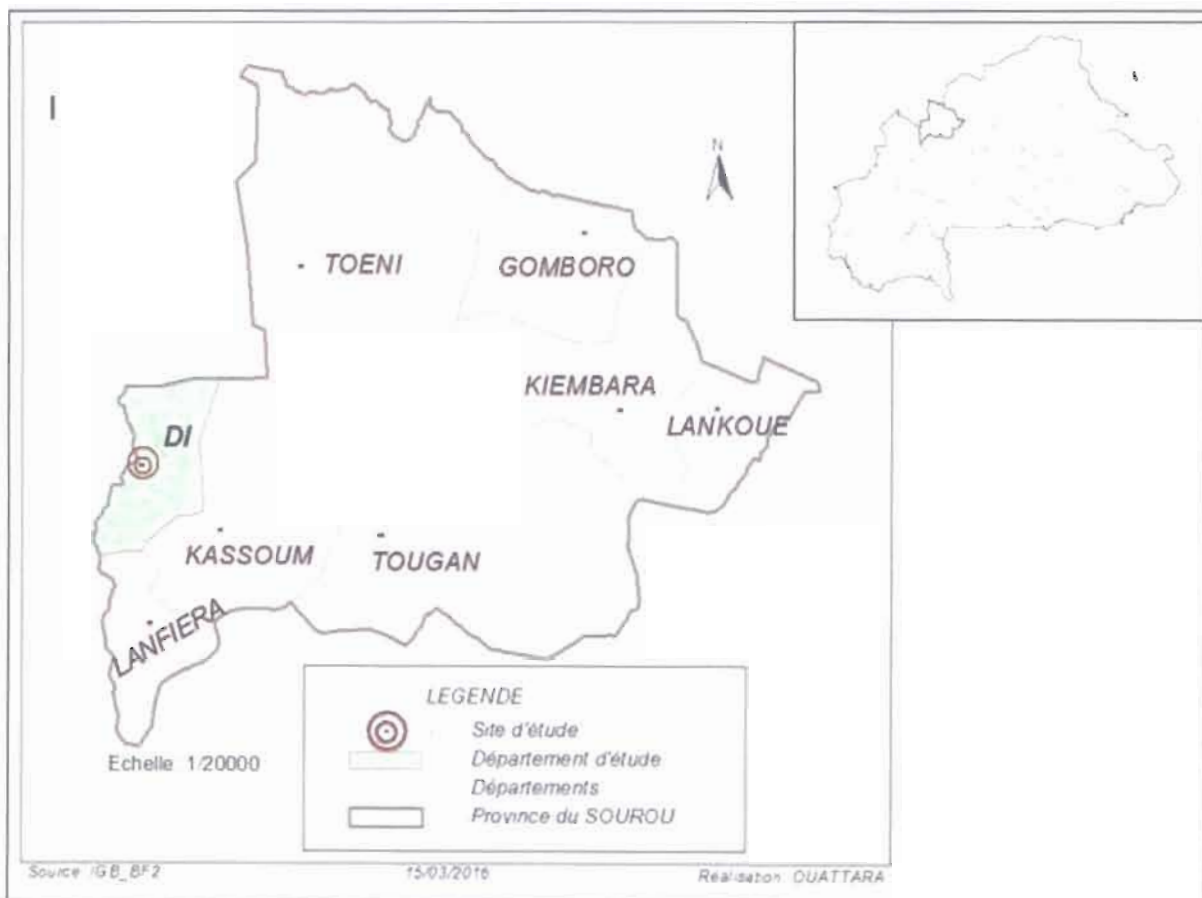 N
TOENI
GOMBORO
KIEMBARA
LANKOUE
DI
KASSOUM
TOUGAN
LANFIERA
LEGENDE
Site d'étude
Département d'étude
Départements
Province du SOUROU
Echelle 1/20000
Source IGB_BF2
15/03/2016
Réalisation OUATTARA